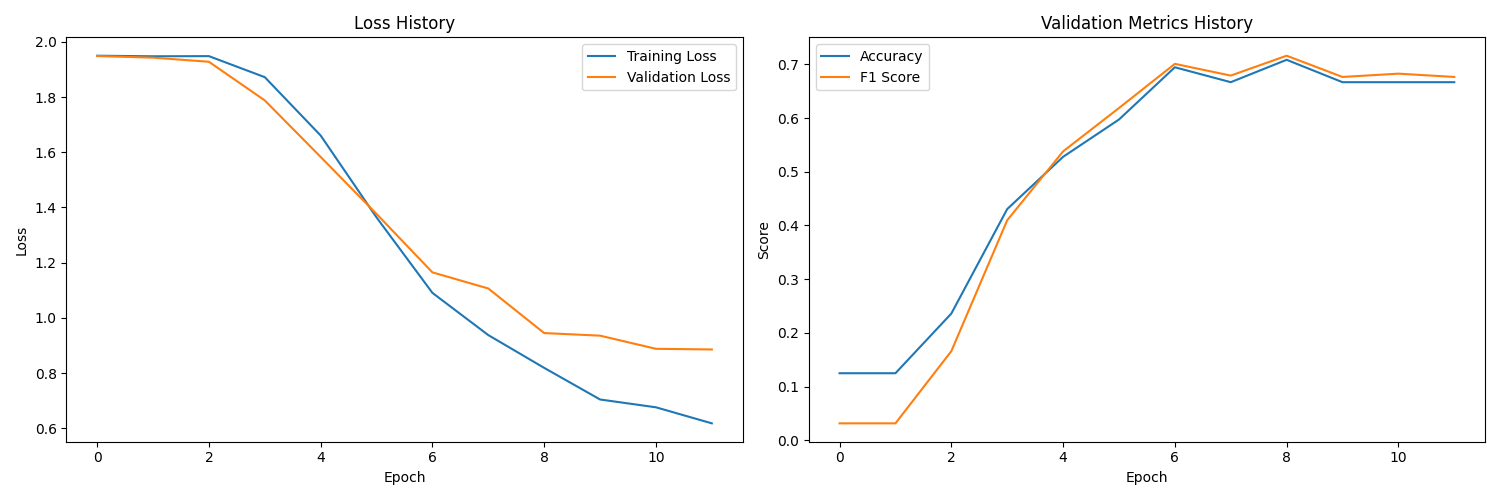 Loss History
Training Loss
Validation Loss
2.0
1.8
1.6
1.4
1.2
1.0
0.8
0.6
Loss
0
2
4
6
8
10
Epoch
Validation Metrics History
Accuracy
F1 Score
0.7
0.6
0.5
0.4
0.3
0.2
0.1
0.0
Score
0
2
4
6
8
10
Epoch